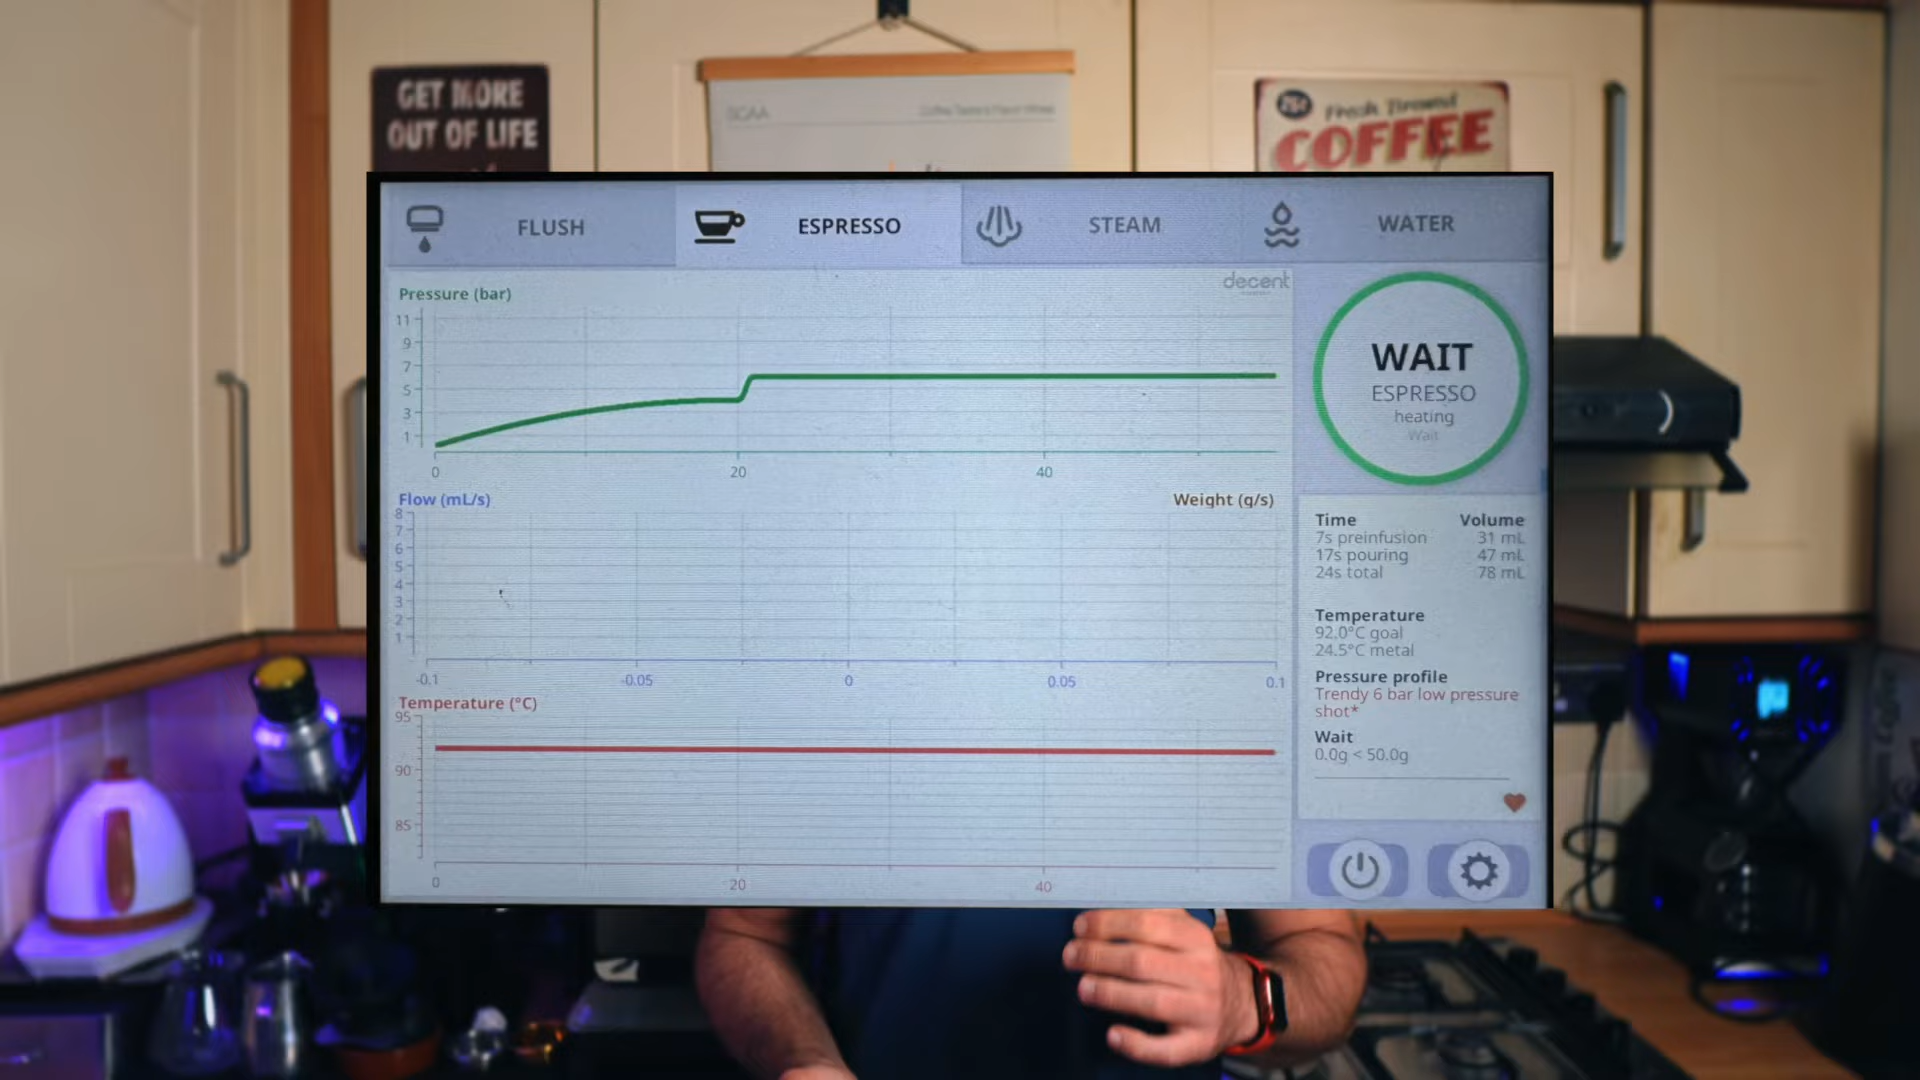 GET MORE
OUT OF LIFE
SCAA
25¢
Fresh Brewed
COFFEE
FLUSH
ESPRESSO
STEAM
WATER
Pressure (bar)
decent
11
9
7
5
3
1
0
20
40
WAIT
ESPRESSO
heating
Wait
Flow (mL/s)
Weight (g/s)
8
7
6
5
4
3
2
1
-0.1
-0.05
0
0.05
0.1
Time Volume
7s preinfusion 31 mL
17s pouring 47 mL
24s total 78 mL
Temperature
92.0°C goal
24.5°C metal
Pressure profile
Trendy 6 bar low pressure
shot*
Wait
0.0g < 50.0g
Temperature (°C)
95
90
85
0
20
40